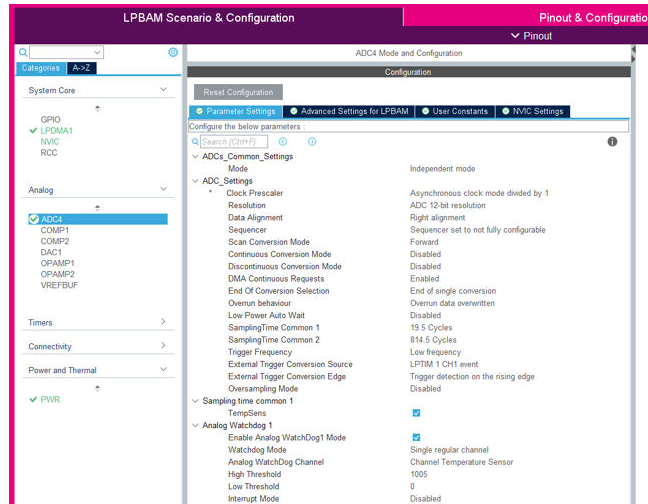 LPBAM Scenario & Configuration
Pinout & Configuratio
Pinout
ADC4 Mode and Configuration
Categories A->Z
Configuration
System Core
Reset Configuration
Parameter Settings Advanced Settings for LPBAM User Constants NVIC Settings
GPIO
LPDMA1
NVIC
RCC
Configure the below parameters :
Search (Ctrl+F)
Analog
ADC4
COMP1
COMP2
DAC1
OPAMP1
OPAMP2
VREFBUF
Timers
Connectivity
Power and Thermal
PWR
ADCs_Common_Settings
Mode Independent mode
ADC_Settings
* Clock Prescaler Asynchronous clock mode divided by 1
Resolution ADC 12-bit resolution
Data Alignment Right alignment
Sequencer Sequencer set to not fully configurable
Scan Conversion Mode Forward
Continuous Conversion Mode Disabled
Discontinuous Conversion Mode Disabled
DMA Continuous Requests Enabled
End Of Conversion Selection End of single conversion
Overrun behaviour Overrun data overwritten
Low Power Auto Wait Disabled
SamplingTime Common 1 19.5 Cycles
SamplingTime Common 2 814.5 Cycles
Trigger Frequency Low frequency
External Trigger Conversion Source LPTIM 1 CH1 event
External Trigger Conversion Edge Trigger detection on the rising edge
Oversampling Mode Disabled
Sampling time common 1
TempSens
Analog Watchdog 1
Enable Analog WatchDog1 Mode
Watchdog Mode Single regular channel
Analog WatchDog Channel Channel Temperature Sensor
High Threshold 1005
Low Threshold 0
Interrupt Mode Disabled